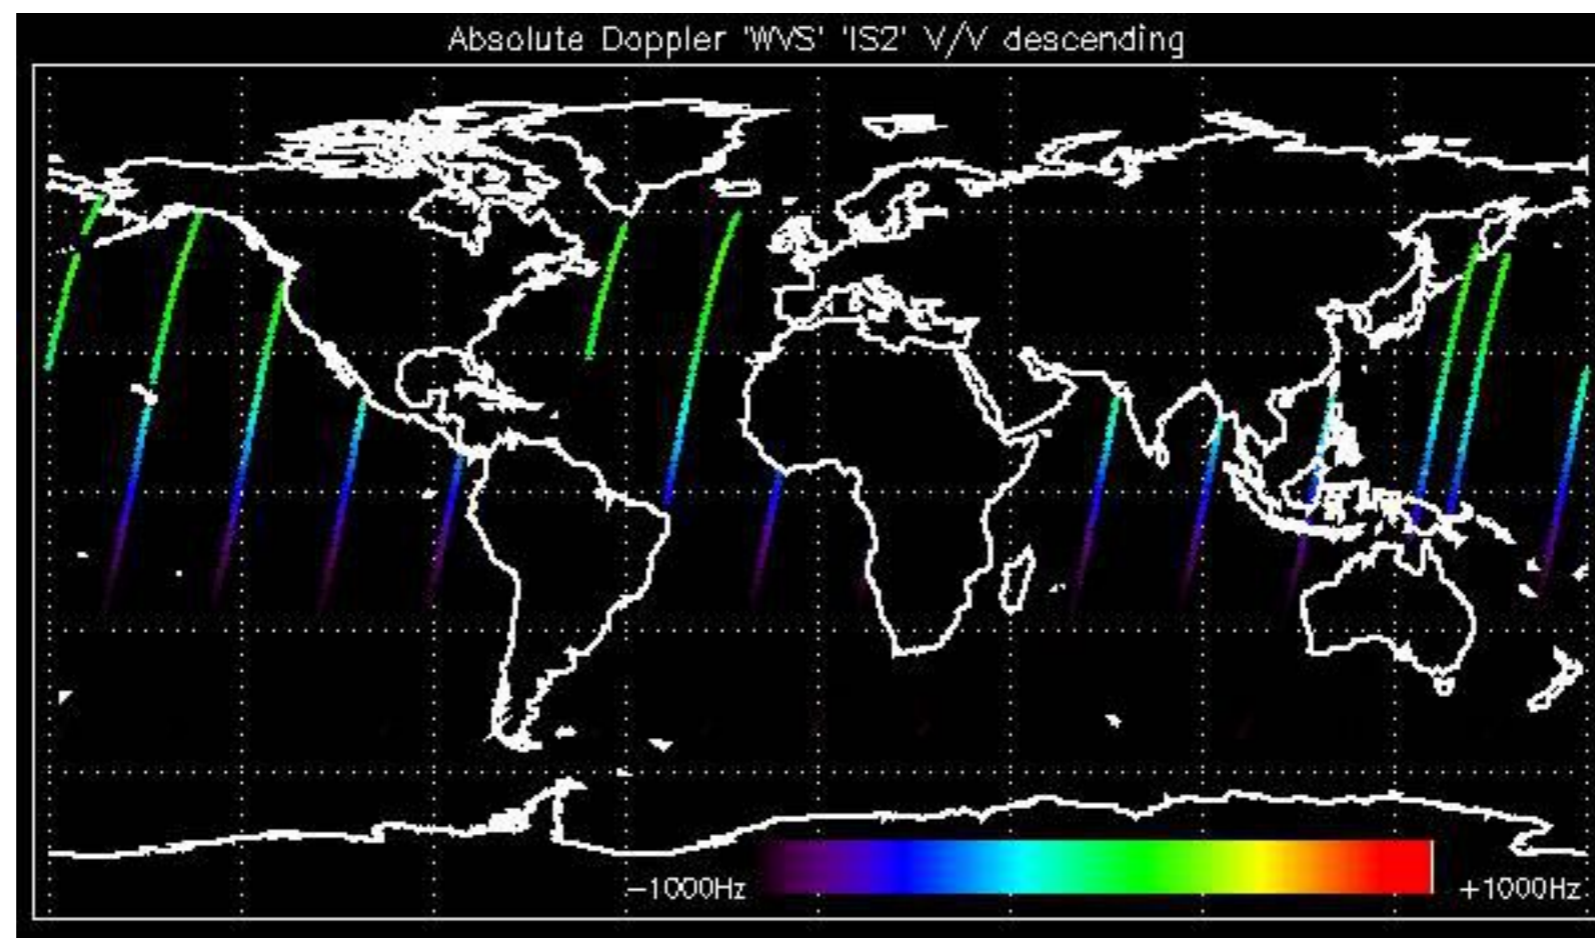 Absolute Doppler 'WVS' 'IS2' V/V descending
-1000Hz
+1000Hz